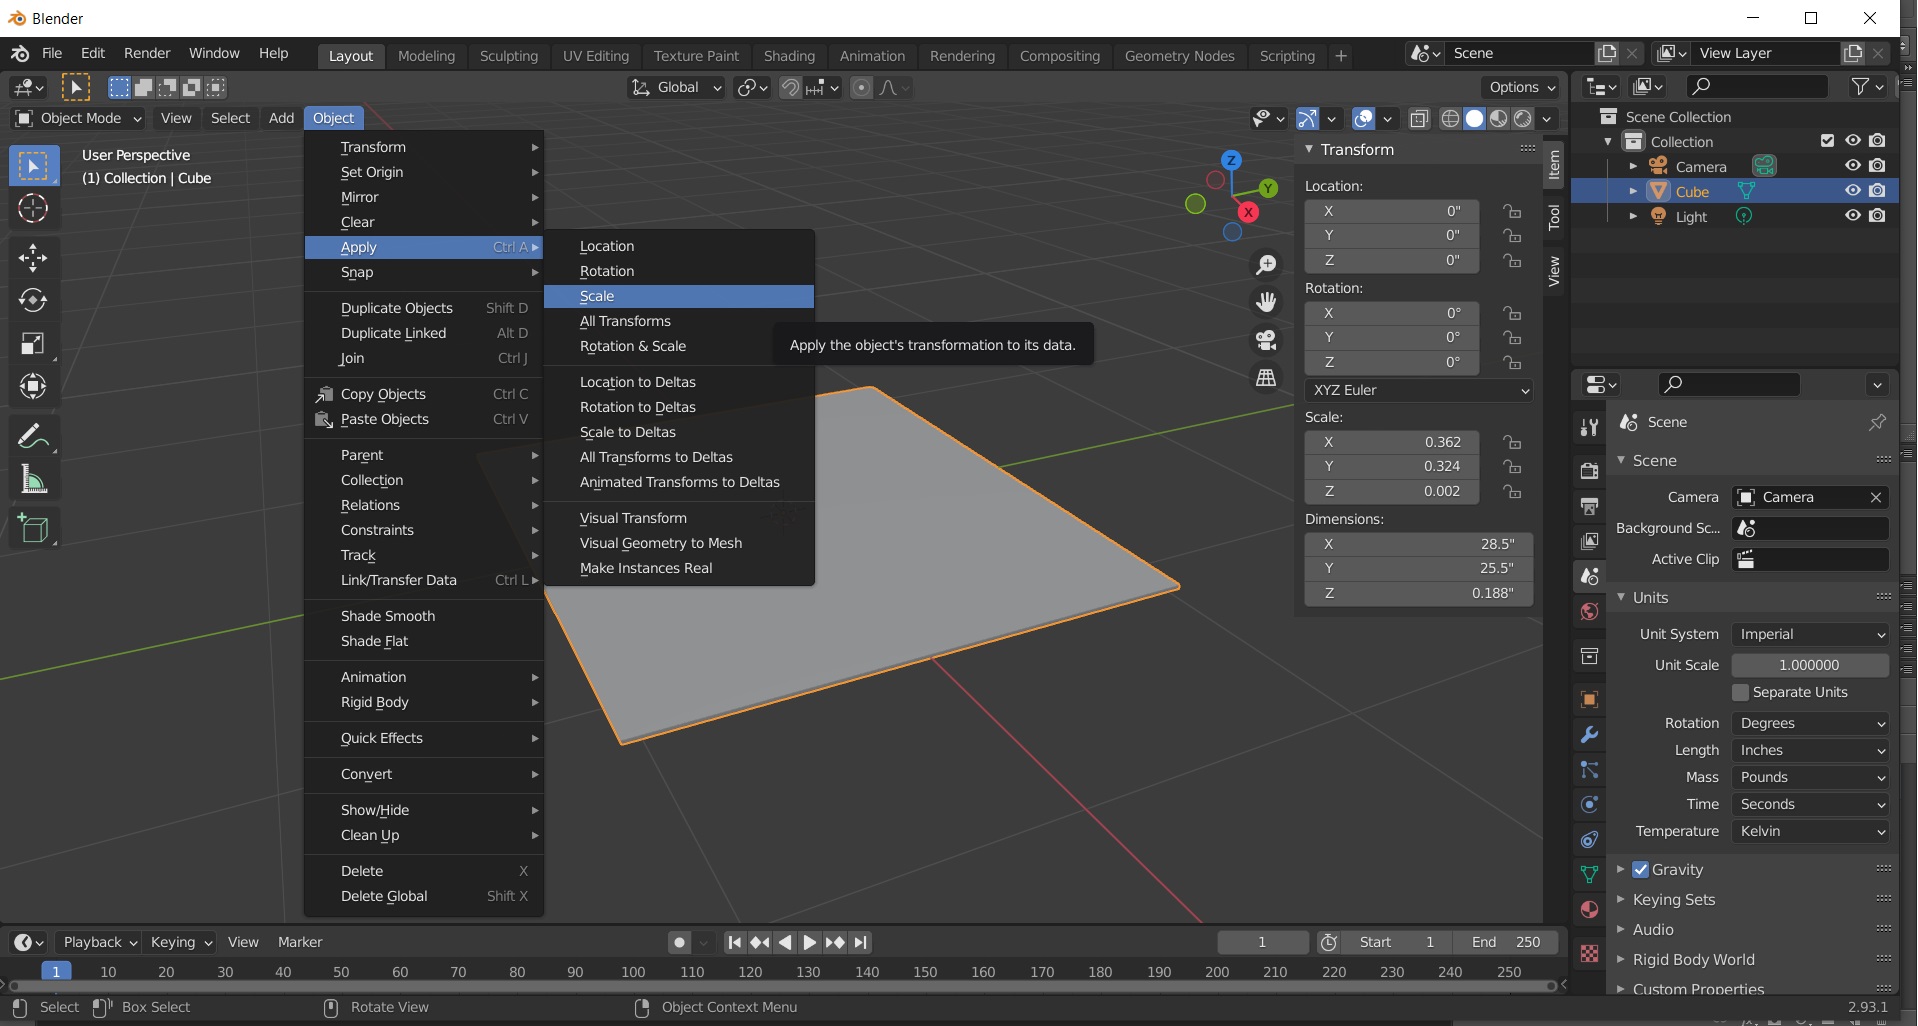 Blender
File Edit Render Window Help
Layout Modeling Sculpting UV Editing Texture Paint Shading Animation Rendering Compositing Geometry Nodes Scripting +
Scene
View Layer
Global
Options
Object Mode View Select Add Object
User Perspective
(1) Collection | Cube
Transform
Set Origin
Mirror
Clear
Apply Ctrl A
Snap
Duplicate Objects Shift D
Duplicate Linked Alt D
Join Ctrl J
Copy Objects Ctrl C
Paste Objects Ctrl V
Parent
Collection
Relations
Constraints
Track
Link/Transfer Data Ctrl L
Shade Smooth
Shade Flat
Animation
Rigid Body
Quick Effects
Convert
Show/Hide
Clean Up
Delete X
Delete Global Shift X
Location
Rotation
Scale
All Transforms
Rotation & Scale
Location to Deltas
Rotation to Deltas
Scale to Deltas
All Transforms to Deltas
Animated Transforms to Deltas
Visual Transform
Visual Geometry to Mesh
Make Instances Real
Apply the object's transformation to its data.
Z
Y
X
Transform
Location:
X 0"
Y 0"
Z 0"
Rotation:
X 0°
Y 0°
Z 0°
XYZ Euler
Scale:
X 0.362
Y 0.324
Z 0.002
Dimensions:
X 28.5"
Y 25.5"
Z 0.188"
Item
Tool
View
Scene Collection
Collection
Camera
Cube
Light
Scene
Scene
Camera Camera
Background Sc...
Active Clip
Units
Unit System Imperial
Unit Scale 1.000000
Separate Units
Rotation Degrees
Length Inches
Mass Pounds
Time Seconds
Temperature Kelvin
Gravity
Keying Sets
Audio
Rigid Body World
Custom Properties
Playback Keying View Marker
1 Start 1 End 250
1 10 20 30 40 50 60 70 80 90 100 110 120 130 140 150 160 170 180 190 200 210 220 230 240 250
Select Box Select Rotate View Object Context Menu 2.93.1